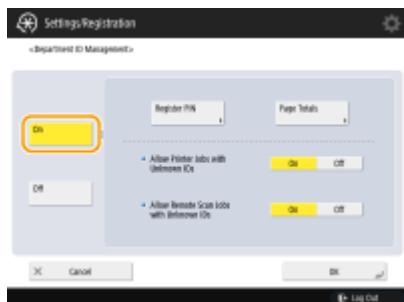 Settings/Registration
<Department ID Management>
Register PIN
Page Totals
On
Allow Printer Jobs with
Unknown IDs
On
Off
Off
Allow Remote Scan Jobs
with Unknown IDs
On
Off
Cancel
OK
Log Out